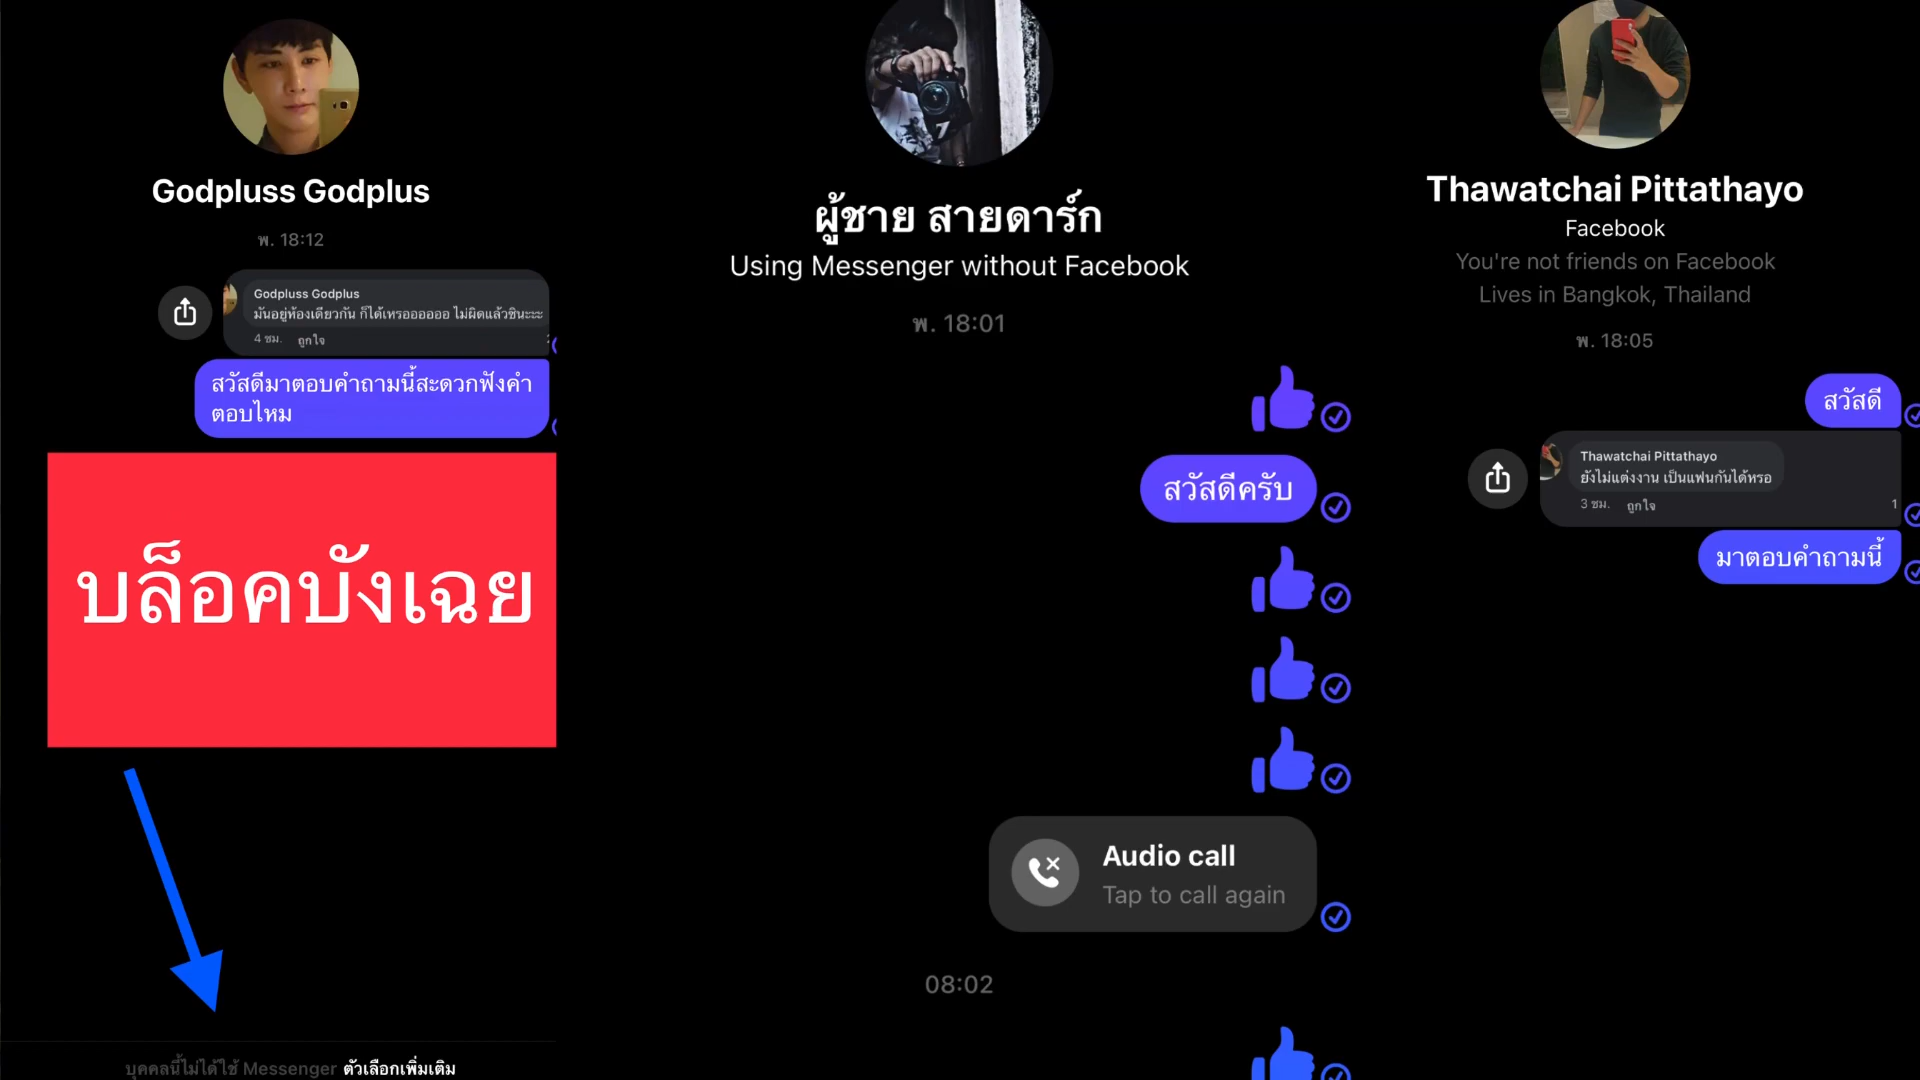 Godpluss Godplus
พ. 18:12
Godpluss Godplus
มันอยู่ห้องเดียวกัน ก็ได้เหรอออออออ ไม่ผิดแล้วซินะะะ
4 ชม. ถูกใจ
สวัสดีมาตอบคำถามนี้สะดวกฟังคำ
ตอบไหม
บล็อคบังเฉย
บุคคลนี้ไม่ได้ใช้ Messenger ตัวเลือกเพิ่มเติม
ผู้ชาย สายดาร์ก
Using Messenger without Facebook
พ. 18:01
สวัสดีครับ
Audio call
Tap to call again
08:02
Thawatchai Pittathayo
Facebook
You're not friends on Facebook
Lives in Bangkok, Thailand
พ. 18:05
สวัสดี
Thawatchai Pittathayo
ยังไม่แต่งงาน เป็นแฟนกันได้หรอ
3 ชม. ถูกใจ 1
มาตอบคำถามนี้